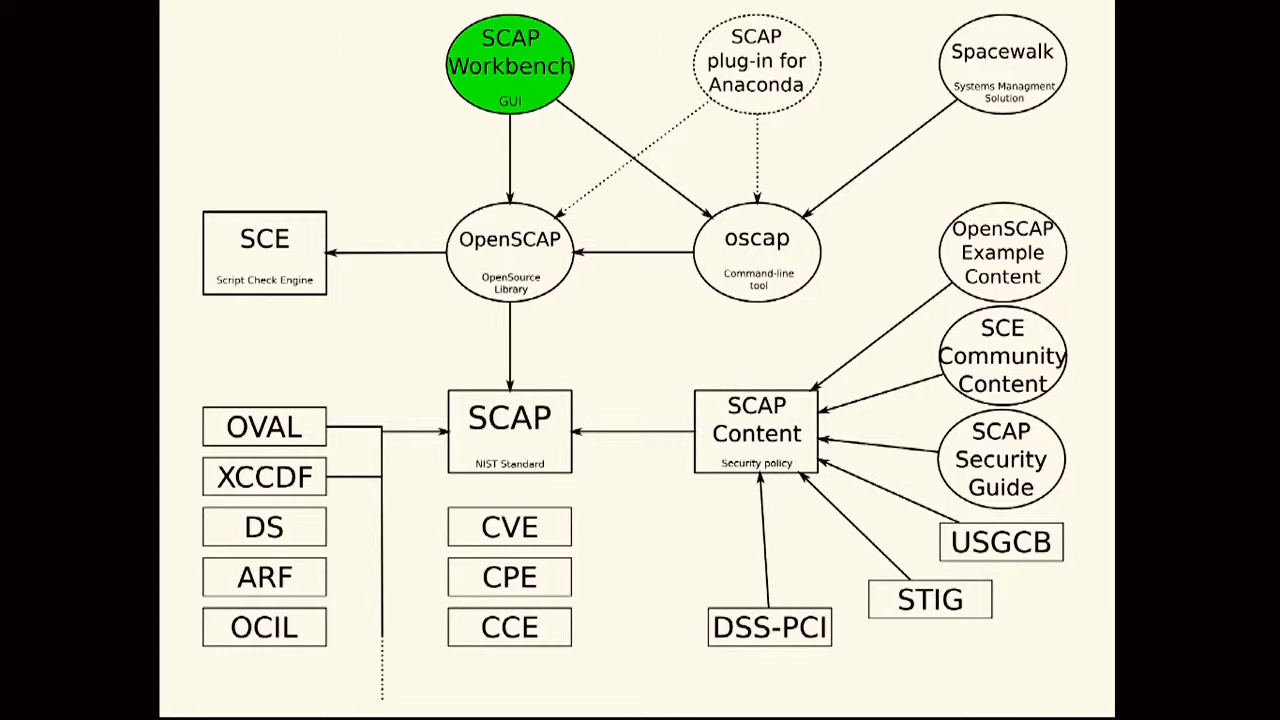 SCAP
Workbench
GUI
SCAP
plug-in for
Anaconda
Spacewalk
Systems Managment
Solution
SCE
Script Check Engine
OpenSCAP
OpenSource
Library
oscap
Command-line
tool
OpenSCAP
Example
Content
SCE
Community
Content
SCAP
Security
Guide
OVAL
XCCDF
DS
ARF
OCIL
SCAP
NIST Standard
CVE
CPE
CCE
SCAP
Content
Security policy
USGCB
STIG
DSS-PCI